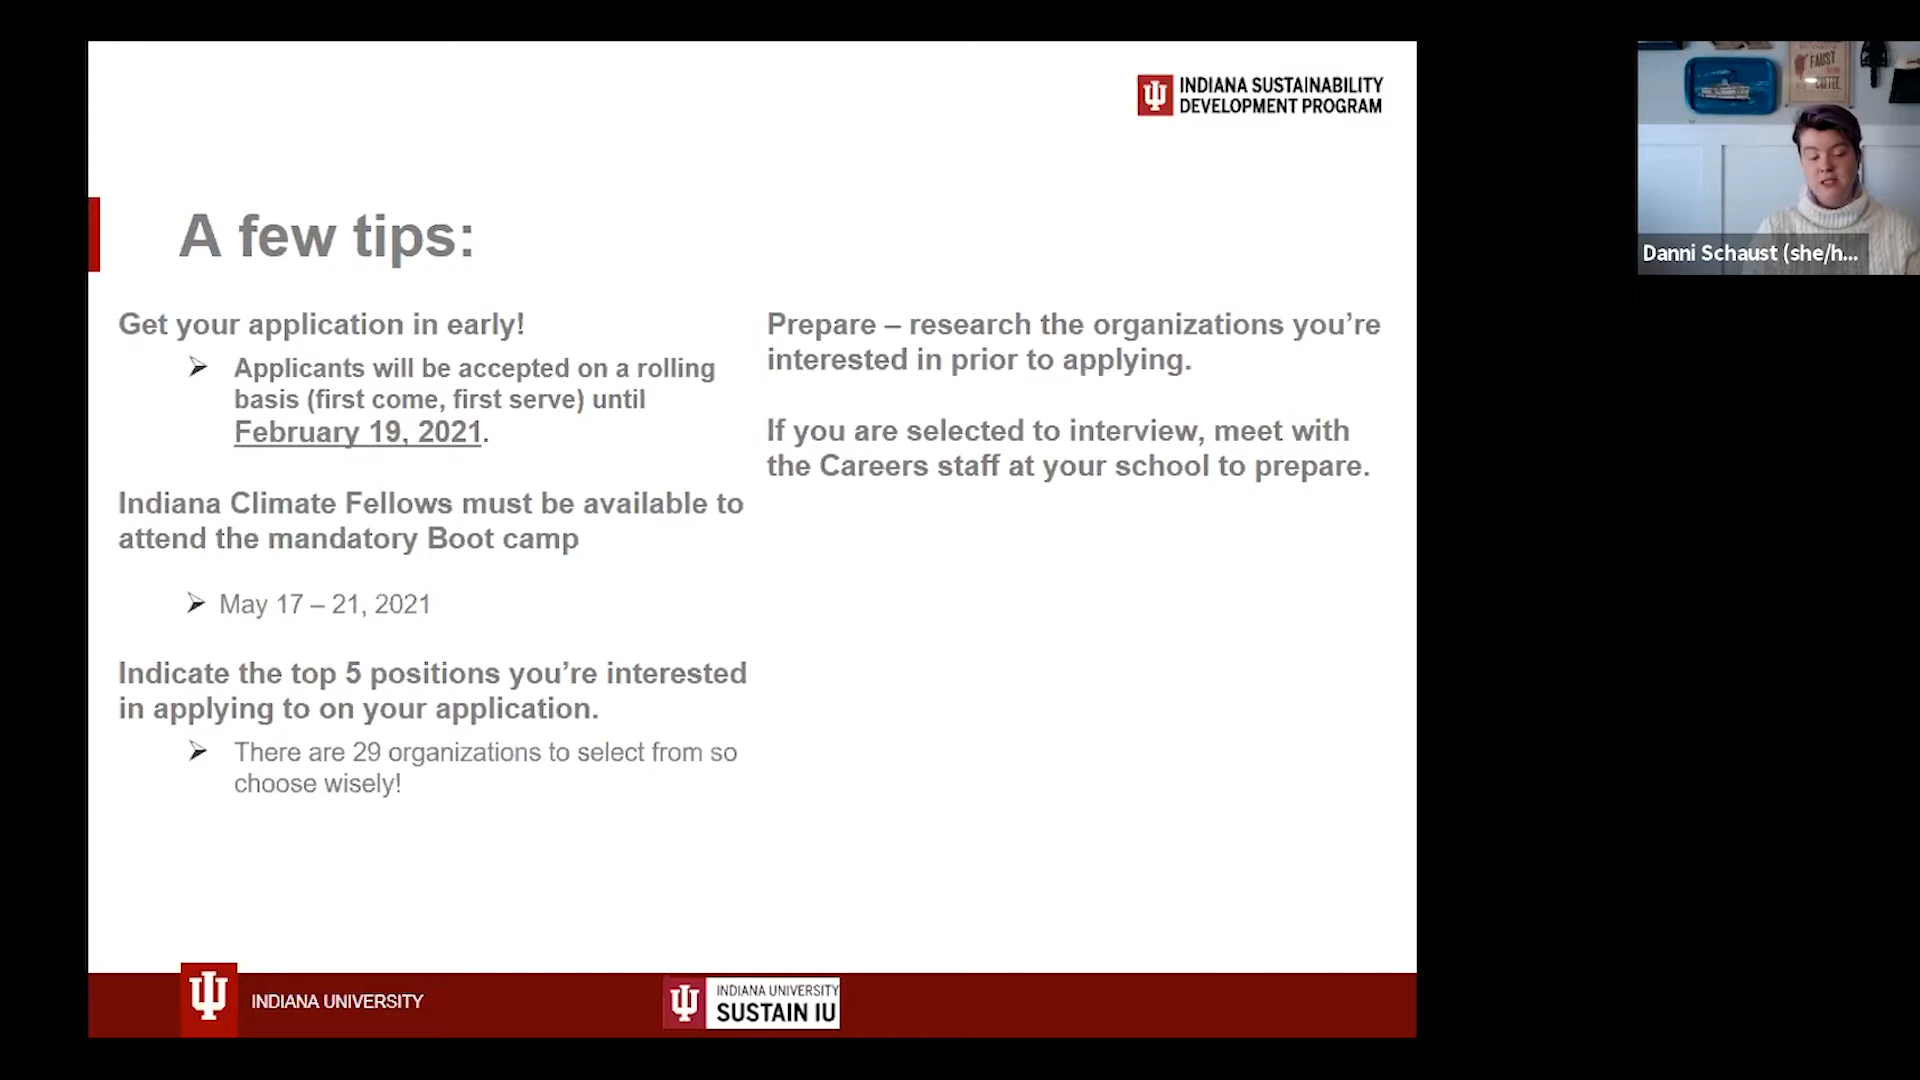 INDIANA SUSTAINABILITY
DEVELOPMENT PROGRAM
A few tips:
Get your application in early!
Applicants will be accepted on a rolling
basis (first come, first serve) until
February 19, 2021.
Indiana Climate Fellows must be available to
attend the mandatory Boot camp
May 17 – 21, 2021
Indicate the top 5 positions you’re interested
in applying to on your application.
There are 29 organizations to select from so
choose wisely!
Prepare – research the organizations you’re
interested in prior to applying.
If you are selected to interview, meet with
the Careers staff at your school to prepare.
INDIANA UNIVERSITY
INDIANA UNIVERSITY
SUSTAIN IU
FAUST
COFFEE
Danni Schaust (she/h...